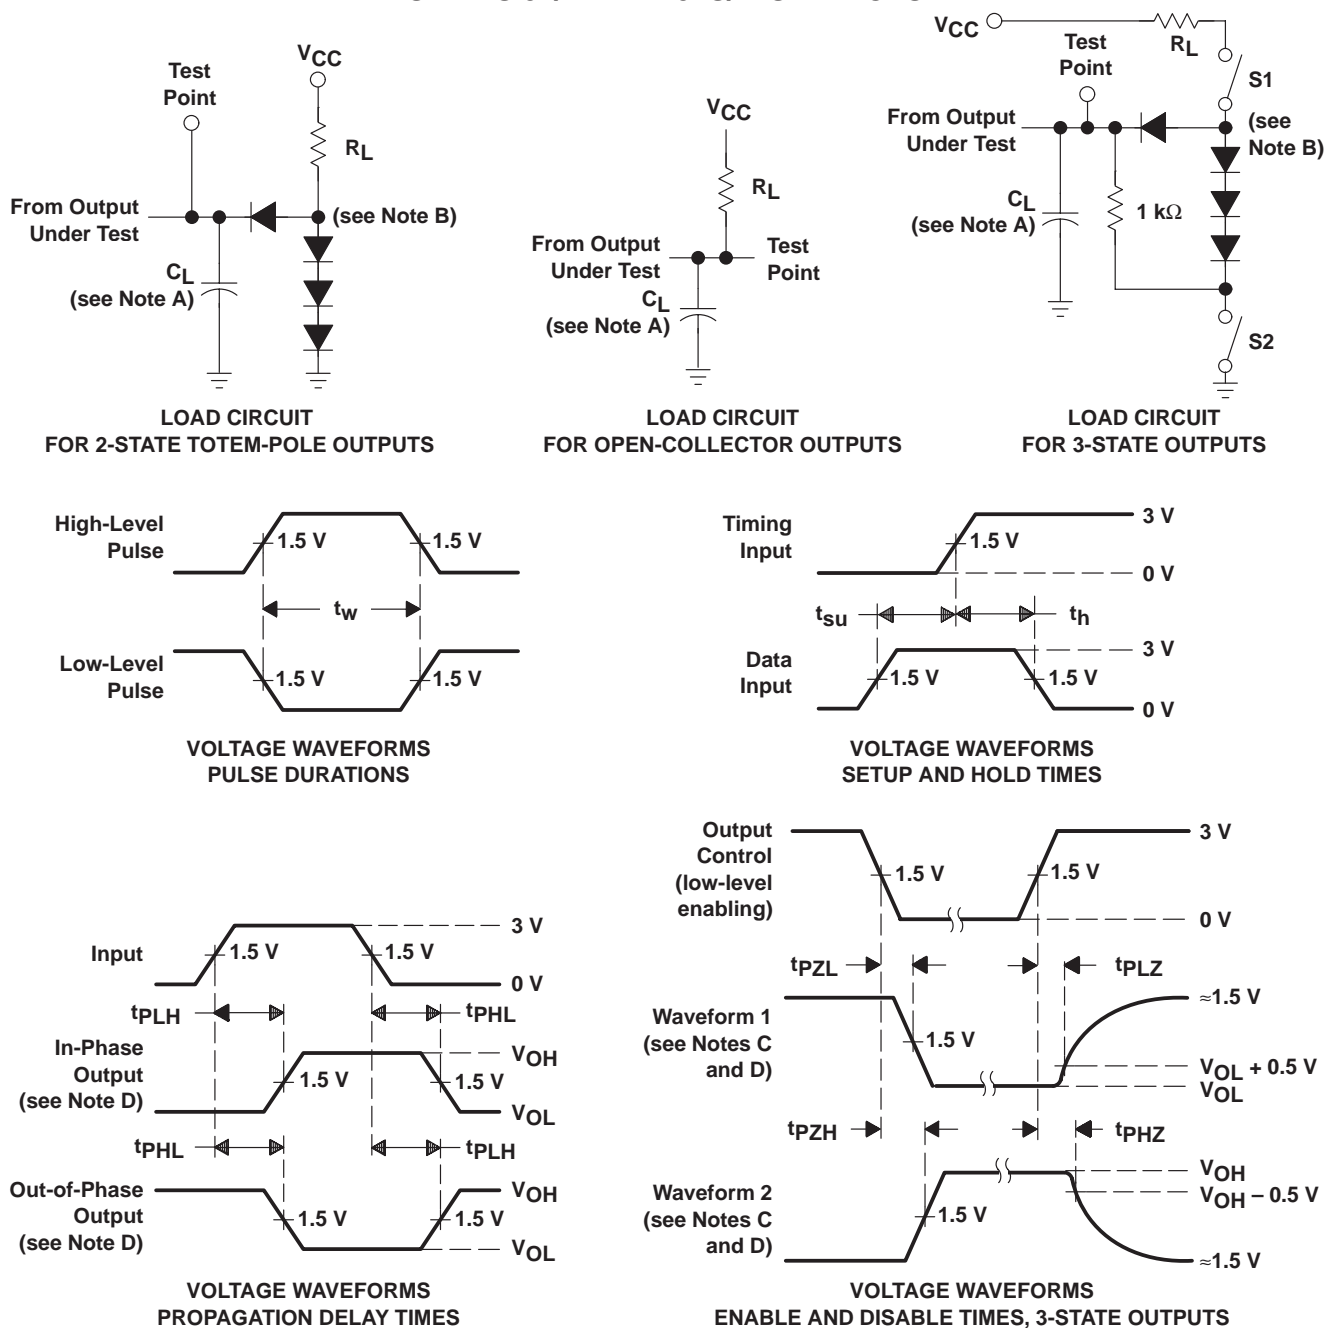 VCC
Test
Point
RL
From Output
Under Test
(see Note B)
CL
(see Note A)
LOAD CIRCUIT
FOR 2-STATE TOTEM-POLE OUTPUTS
VCC
RL
From Output
Under Test
Test
Point
CL
(see Note A)
LOAD CIRCUIT
FOR OPEN-COLLECTOR OUTPUTS
VCC
RL
Test
Point
S1
From Output
Under Test
(see
Note B)
CL
(see Note A)
1 kΩ
S2
LOAD CIRCUIT
FOR 3-STATE OUTPUTS
High-Level
Pulse
1.5 V
1.5 V
tw
Low-Level
Pulse
1.5 V
1.5 V
VOLTAGE WAVEFORMS
PULSE DURATIONS
Timing
Input
3 V
1.5 V
0 V
tsu
th
Data
Input
3 V
1.5 V
1.5 V
0 V
VOLTAGE WAVEFORMS
SETUP AND HOLD TIMES
Input
3 V
1.5 V
1.5 V
0 V
tPLH
tPHL
In-Phase
Output
(see Note D)
VOH
1.5 V
1.5 V
VOL
tPHL
tPLH
Out-of-Phase
Output
(see Note D)
VOH
1.5 V
1.5 V
VOL
VOLTAGE WAVEFORMS
PROPAGATION DELAY TIMES
Output
Control
(low-level
enabling)
3 V
1.5 V
1.5 V
0 V
tPZL
tPLZ
Waveform 1
(see Notes C
and D)
≈1.5 V
1.5 V
VOL + 0.5 V
VOL
tPZH
tPHZ
Waveform 2
(see Notes C
and D)
VOH
VOH − 0.5 V
1.5 V
≈1.5 V
VOLTAGE WAVEFORMS
ENABLE AND DISABLE TIMES, 3-STATE OUTPUTS